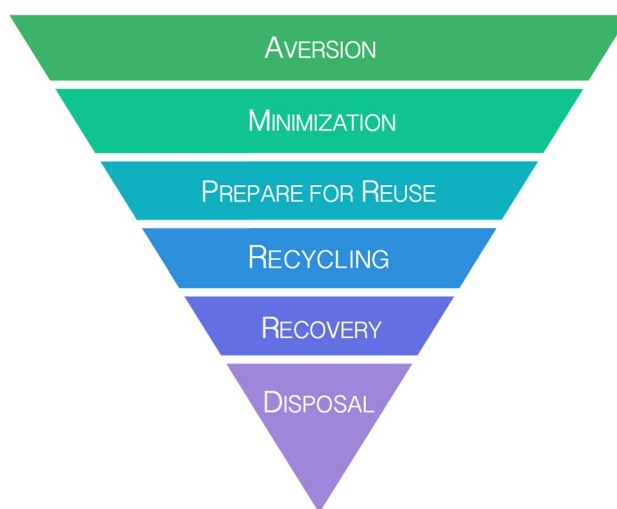 AVERSION
MINIMIZATION
PREPARE FOR REUSE
RECYCLING
RECOVERY
DISPOSAL